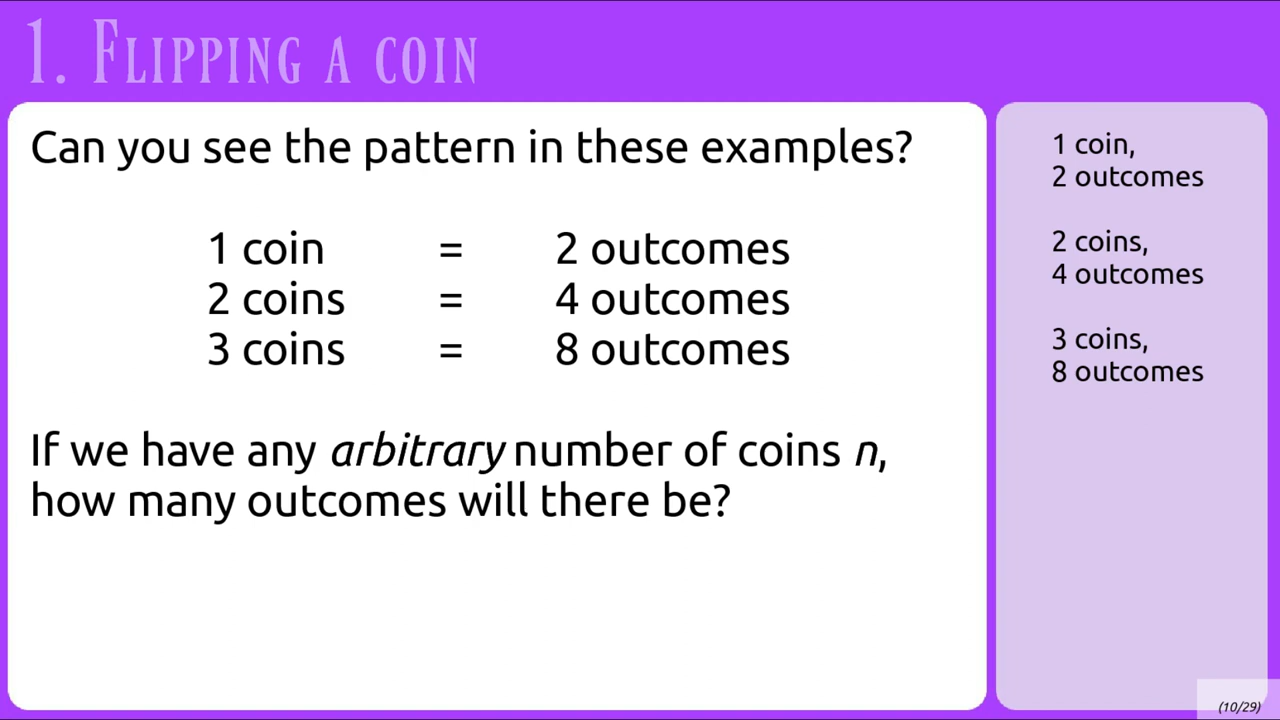 1. Flipping a coin
Can you see the pattern in these examples?
1 coin = 2 outcomes
2 coins = 4 outcomes
3 coins = 8 outcomes
If we have any arbitrary number of coins n,
how many outcomes will there be?
1 coin,
2 outcomes
2 coins,
4 outcomes
3 coins,
8 outcomes
(10/29)